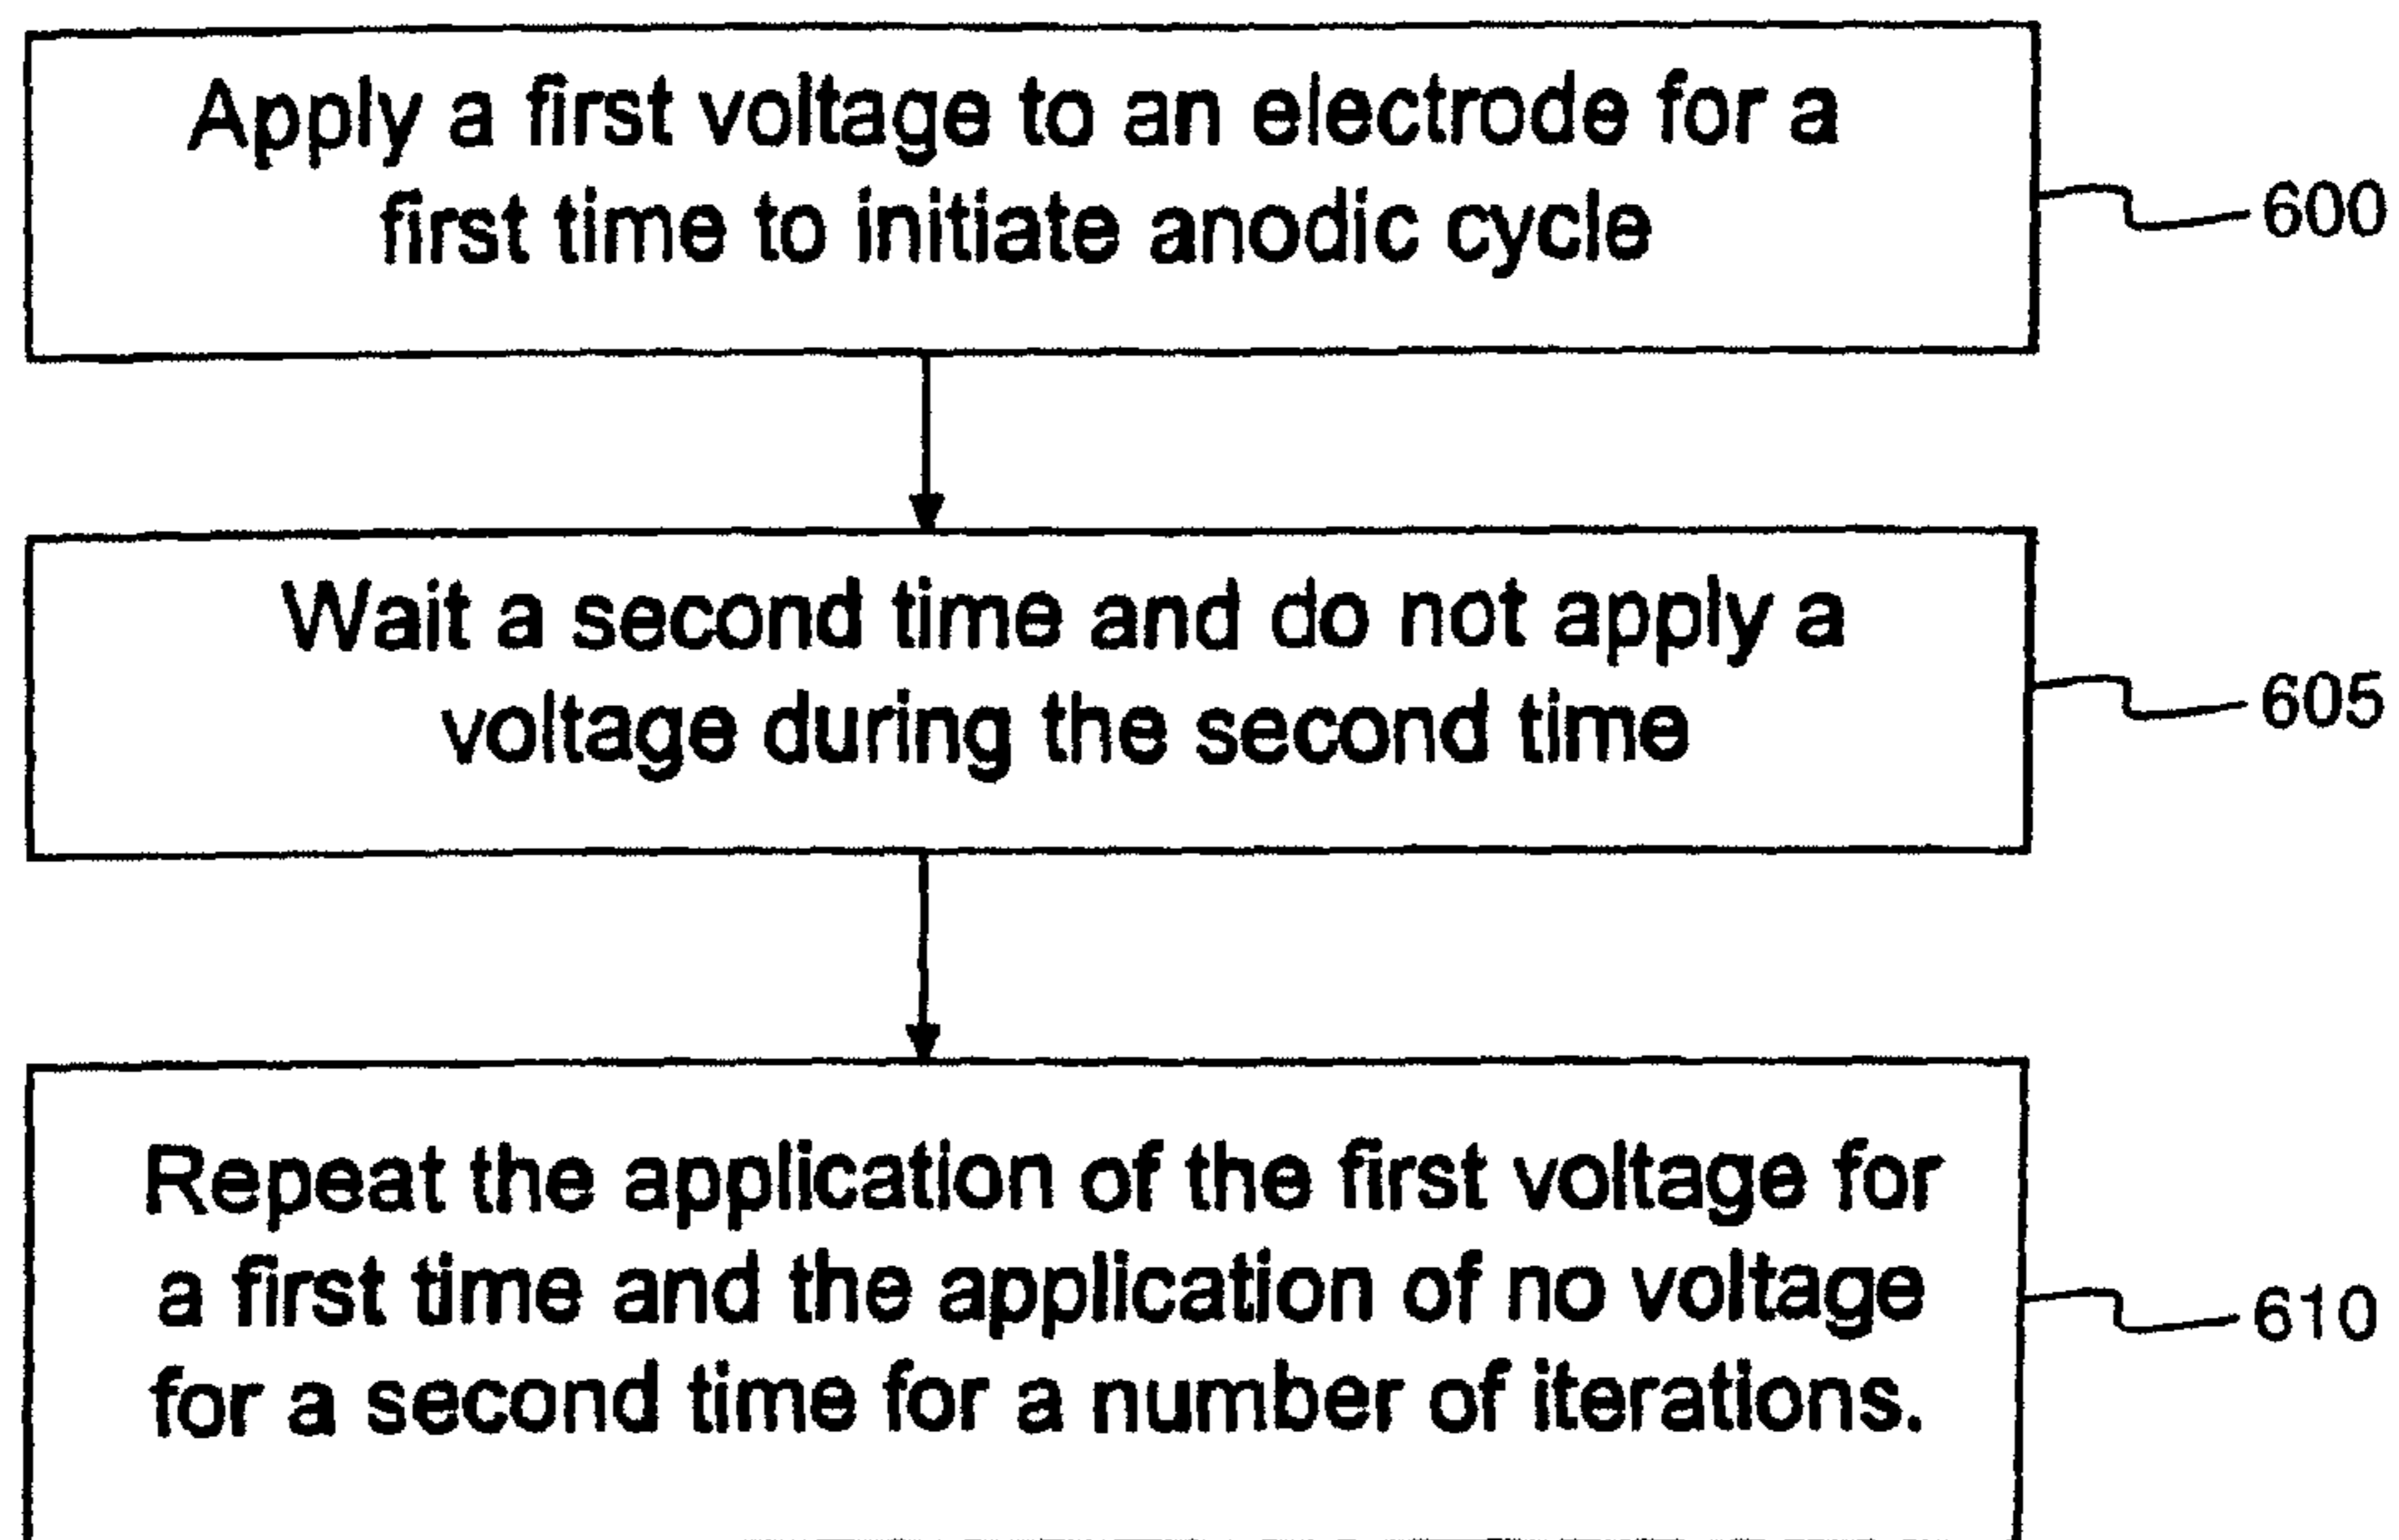 Apply a first voltage to an electrode for a
first time to initiate anodic cycle
600
Wait a second time and do not apply a
voltage during the second time
605
Repeat the application of the first voltage for
a first time and the application of no voltage
for a second time for a number of iterations.
610